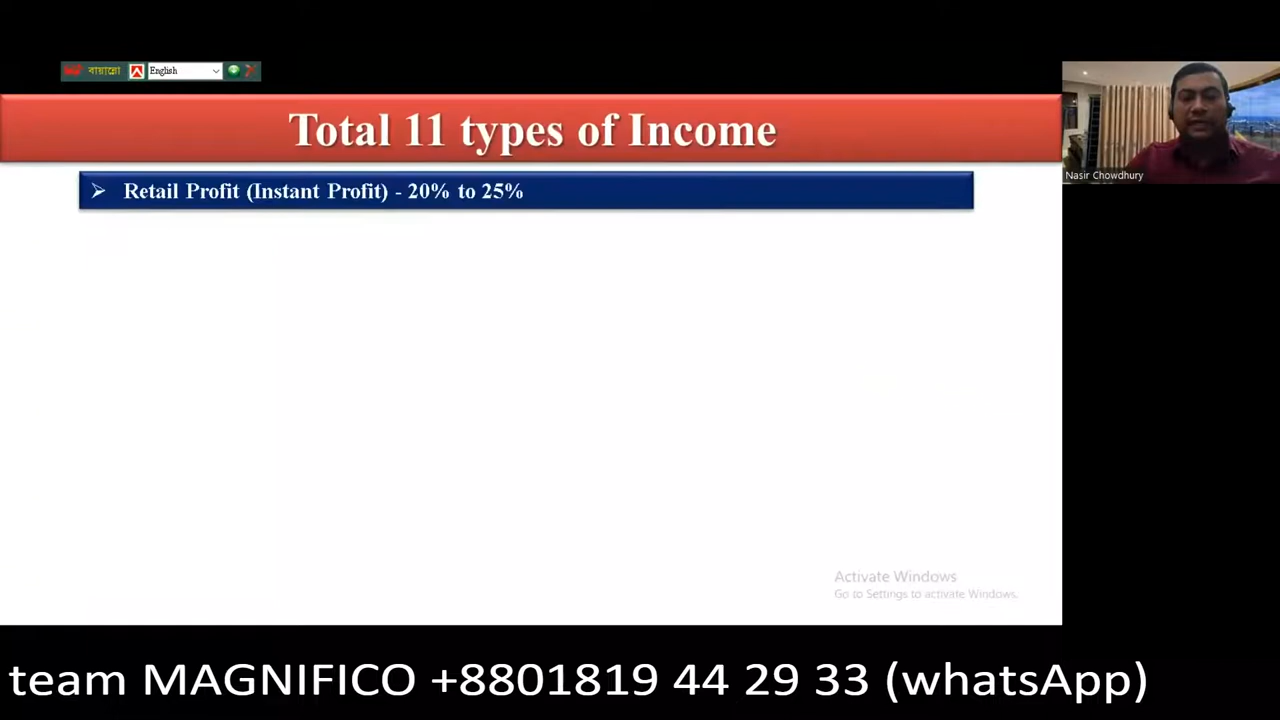 বায়ান্নো
English
Total 11 types of Income
➢ Retail Profit (Instant Profit) - 20% to 25%
Nasir Chowdhury
Activate Windows
Go to Settings to activate Windows.
team MAGNIFICO +8801819 44 29 33 (whatsApp)